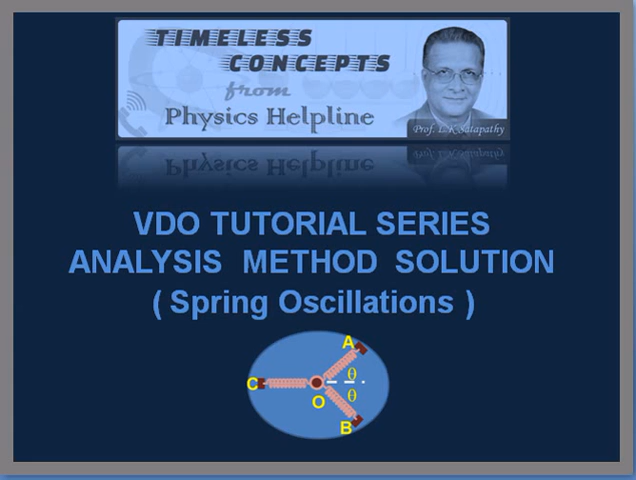 TIMELESS
CONCEPTS
from
Physics Helpline
Prof. L K Satapathy
VDO TUTORIAL SERIES
ANALYSIS METHOD SOLUTION
( Spring Oscillations )
A
C
θ
θ
O
B